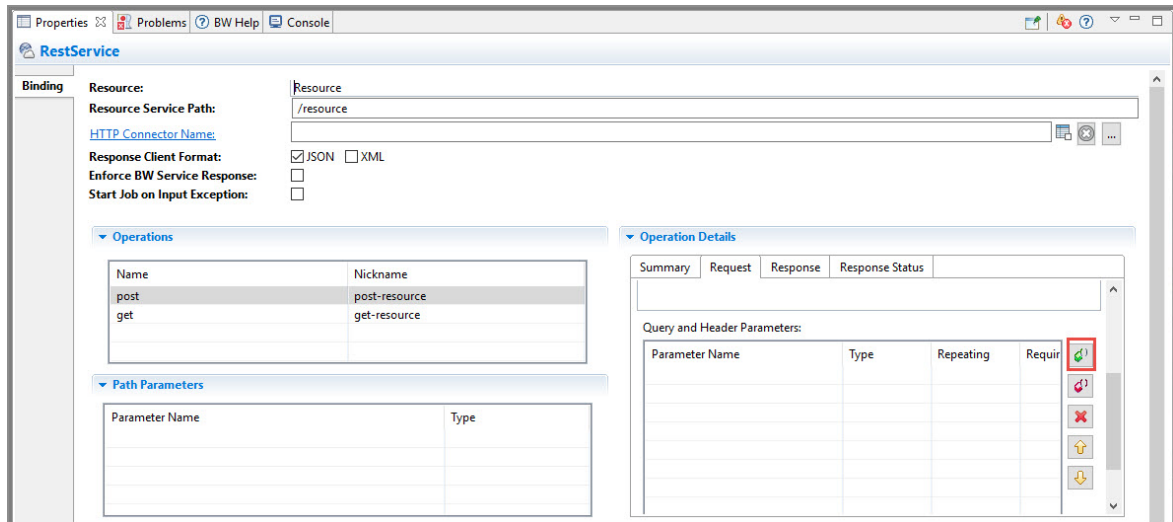 Properties Problems BW Help Console
RestService
Binding
Resource: Resource
Resource Service Path: /resource
HTTP Connector Name:
...
Response Client Format: JSON XML
Enforce BW Service Response:
Start Job on Input Exception:
Operations
Name Nickname
post post-resource
get get-resource
Path Parameters
Parameter Name Type
Operation Details
Summary Request Response Response Status
Query and Header Parameters:
Parameter Name Type Repeating Requir